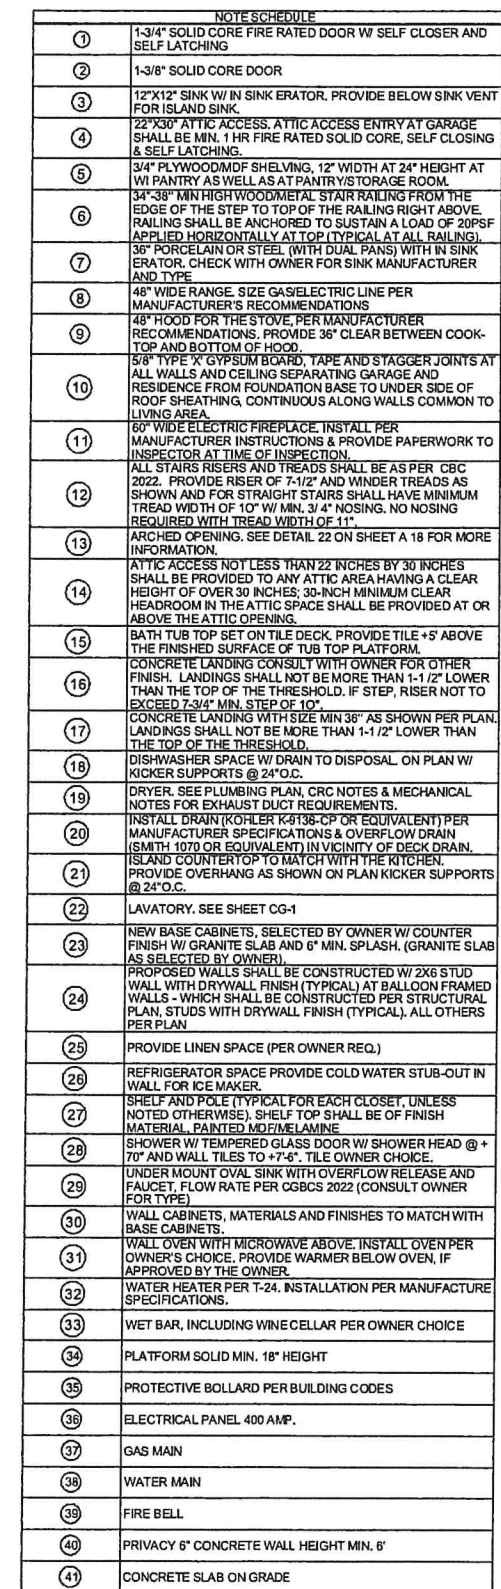 NOTE SCHEDULE
1 1-3/4" SOLID CORE FIRE RATED DOOR W/ SELF CLOSER AND
SELF LATCHING
2 1-3/8" SOLID CORE DOOR
3 12"X12" SINK W/ IN SINK ERATOR. PROVIDE BELOW SINK VENT
FOR ISLAND SINK.
4 22"X30" ATTIC ACCESS. ATTIC ACCESS ENTRY AT GARAGE
SHALL BE MIN. 1 HR FIRE RATED SOLID CORE, SELF CLOSING
& SELF LATCHING.
5 3/4" PLYWOOD/MDF SHELVING, 12" WIDTH AT 24" HEIGHT AT
WI PANTRY AS WELL AS AT PANTRY/STORAGE ROOM.
6 34"-38" MIN HIGH WOOD/METAL STAIR RAILING FROM THE
EDGE OF THE STEP TO TOP OF THE RAILING RIGHT ABOVE.
RAILING SHALL BE ANCHORED TO SUSTAIN A LOAD OF 20PSF
APPLIED HORIZONTALLY AT TOP (TYPICAL AT ALL RAILING).
7 36" PORCELAIN OR STEEL (WITH DUAL PANS) WITH IN SINK
ERATOR. CHECK WITH OWNER FOR SINK MANUFACTURER
AND TYPE
8 48" WIDE RANGE. SIZE GAS/ELECTRIC LINE PER
MANUFACTURER'S RECOMMENDATIONS
9 48" HOOD FOR THE STOVE, PER MANUFACTURER
RECOMMENDATIONS. PROVIDE 36" CLEAR BETWEEN COOK-
TOP AND BOTTOM OF HOOD.
10 5/8" TYPE 'X' GYPSUM BOARD, TAPE AND STAGGER JOINTS AT
ALL WALLS AND CEILING SEPARATING GARAGE AND
RESIDENCE FROM FOUNDATION BASE TO UNDER SIDE OF
ROOF SHEATHING, CONTINUOUS ALONG WALLS COMMON TO
LIVING AREA.
11 60" WIDE ELECTRIC FIREPLACE. INSTALL PER
MANUFACTURER INSTRUCTIONS & PROVIDE PAPERWORK TO
INSPECTOR AT TIME OF INSPECTION.
12 ALL STAIRS RISERS AND TREADS SHALL BE AS PER CBC
2022. PROVIDE RISER OF 7-1/2" AND WINDER TREADS AS
SHOWN AND FOR STRAIGHT STAIRS SHALL HAVE MINIMUM
TREAD WIDTH OF 10" W/ MIN. 3/ 4" NOSING. NO NOSING
REQUIRED WITH TREAD WIDTH OF 11".
13 ARCHED OPENING. SEE DETAIL 22 ON SHEET A 18 FOR MORE
INFORMATION.
14 ATTIC ACCESS NOT LESS THAN 22 INCHES BY 30 INCHES
SHALL BE PROVIDED TO ANY ATTIC AREA HAVING A CLEAR
HEIGHT OF OVER 30 INCHES; 30-INCH MINIMUM CLEAR
HEADROOM IN THE ATTIC SPACE SHALL BE PROVIDED AT OR
ABOVE THE ATTIC OPENING.
15 BATH TUB TOP SET ON TILE DECK. PROVIDE TILE +5' ABOVE
THE FINISHED SURFACE OF TUB TOP PLATFORM.
16 CONCRETE LANDING CONSULT WITH OWNER FOR OTHER
FINISH. LANDINGS SHALL NOT BE MORE THAN 1-1 /2" LOWER
THAN THE TOP OF THE THRESHOLD. IF STEP, RISER NOT TO
EXCEED 7-3/4" MIN. STEP OF 10".
17 CONCRETE LANDING WITH SIZE MIN 36" AS SHOWN PER PLAN.
LANDINGS SHALL NOT BE MORE THAN 1-1 /2" LOWER THAN
THE TOP OF THE THRESHOLD.
18 DISHWASHER SPACE W/ DRAIN TO DISPOSAL. ON PLAN W/
KICKER SUPPORTS @ 24"O.C.
19 DRYER. SEE PLUMBING PLAN, CRC NOTES & MECHANICAL
NOTES FOR EXHAUST DUCT REQUIREMENTS.
20 INSTALL DRAIN (KOHLER K-9136-CP OR EQUIVALENT) PER
MANUFACTURER SPECIFICATIONS & OVERFLOW DRAIN
(SMITH 1070 OR EQUIVALENT) IN VICINITY OF DECK DRAIN.
21 ISLAND COUNTERTOP TO MATCH WITH THE KITCHEN.
PROVIDE OVERHANG AS SHOWN ON PLAN KICKER SUPPORTS
@ 24"O.C.
22 LAVATORY. SEE SHEET CG-1
23 NEW BASE CABINETS, SELECTED BY OWNER W/ COUNTER
FINISH W/ GRANITE SLAB AND 6" MIN. SPLASH. (GRANITE SLAB
AS SELECTED BY OWNER).
24 PROPOSED WALLS SHALL BE CONSTRUCTED W/ 2X6 STUD
WALL WITH DRYWALL FINISH (TYPICAL) AT BALLOON FRAMED
WALLS - WHICH SHALL BE CONSTRUCTED PER STRUCTURAL
PLAN, STUDS WITH DRYWALL FINISH (TYPICAL). ALL OTHERS
PER PLAN
25 PROVIDE LINEN SPACE (PER OWNER REQ.)
26 REFRIGERATOR SPACE PROVIDE COLD WATER STUB-OUT IN
WALL FOR ICE MAKER.
27 SHELF AND POLE (TYPICAL FOR EACH CLOSET, UNLESS
NOTED OTHERWISE). SHELF TOP SHALL BE OF FINISH
MATERIAL, PAINTED MDF/MELAMINE
28 SHOWER W/ TEMPERED GLASS DOOR W/ SHOWER HEAD @ +
70" AND WALL TILES TO +7'-6". TILE OWNER CHOICE.
29 UNDER MOUNT OVAL SINK WITH OVERFLOW RELEASE AND
FAUCET, FLOW RATE PER CGBCS 2022 (CONSULT OWNER
FOR TYPE)
30 WALL CABINETS, MATERIALS AND FINISHES TO MATCH WITH
BASE CABINETS.
31 WALL OVEN WITH MICROWAVE ABOVE. INSTALL OVEN PER
OWNER'S CHOICE. PROVIDE WARMER BELOW OVEN, IF
APPROVED BY THE OWNER.
32 WATER HEATER PER T-24. INSTALLATION PER MANUFACTURE
SPECIFICATIONS.
33 WET BAR, INCLUDING WINE CELLAR PER OWNER CHOICE
34 PLATFORM SOLID MIN. 18" HEIGHT
35 PROTECTIVE BOLLARD PER BUILDING CODES
36 ELECTRICAL PANEL 400 AMP.
37 GAS MAIN
38 WATER MAIN
39 FIRE BELL
40 PRIVACY 6" CONCRETE WALL HEIGHT MIN. 6'
41 CONCRETE SLAB ON GRADE